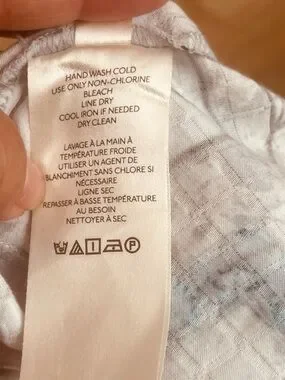 HAND WASH COLD
USE ONLY NON-CHLORINE
BLEACH
LINE DRY
COOL IRON IF NEEDED
DRY CLEAN
LAVAGE À LA MAIN À
TEMPÉRATURE FROIDE
UTILISER UN AGENT DE
BLANCHIMENT SANS CHLORE SI
NÉCESSAIRE
LIGNE SEC
REPASSER À BASSE TEMPÉRATURE
AU BESOIN
NETTOYER À SEC
P